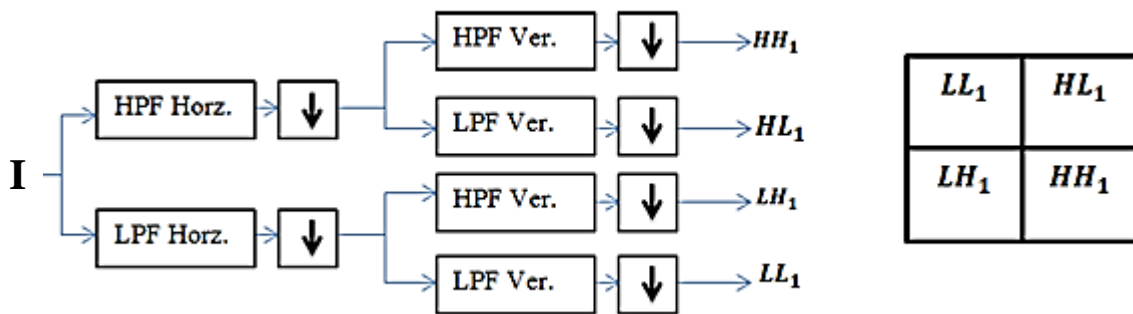 HPF Ver.
HH₁
HPF Horz.
LPF Ver.
HL₁
I
HPF Ver.
LH₁
LPF Horz.
LPF Ver.
LL₁
LL₁ HL₁
LH₁ HH₁